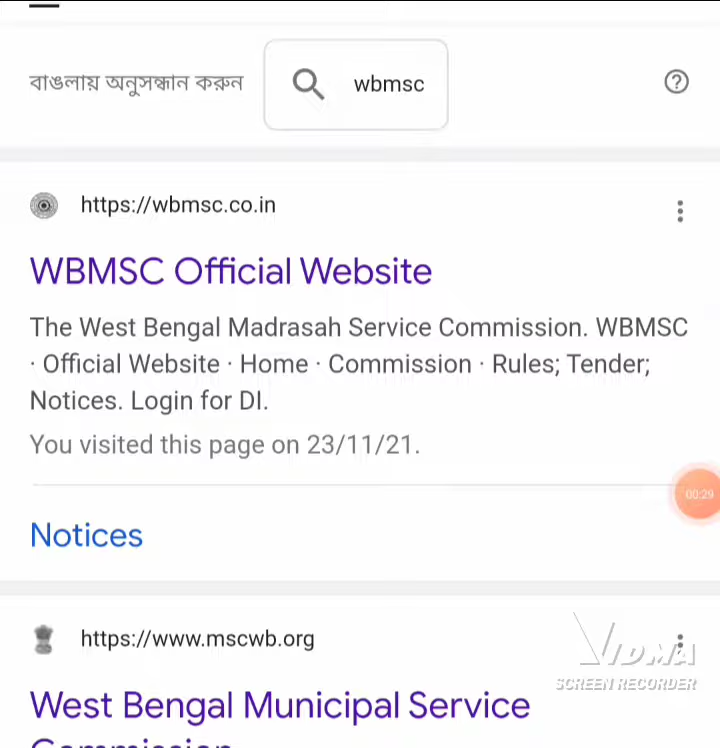 বাঙলায় অনুসন্ধান করুন
wbmsc
https://wbmsc.co.in
WBMSC Official Website
The West Bengal Madrasah Service Commission. WBMSC
· Official Website · Home · Commission · Rules; Tender;
Notices. Login for DI.
You visited this page on 23/11/21.
00:29
Notices
https://www.mscwb.org
VIDMA
SCREEN RECORDER
West Bengal Municipal Service
Commission